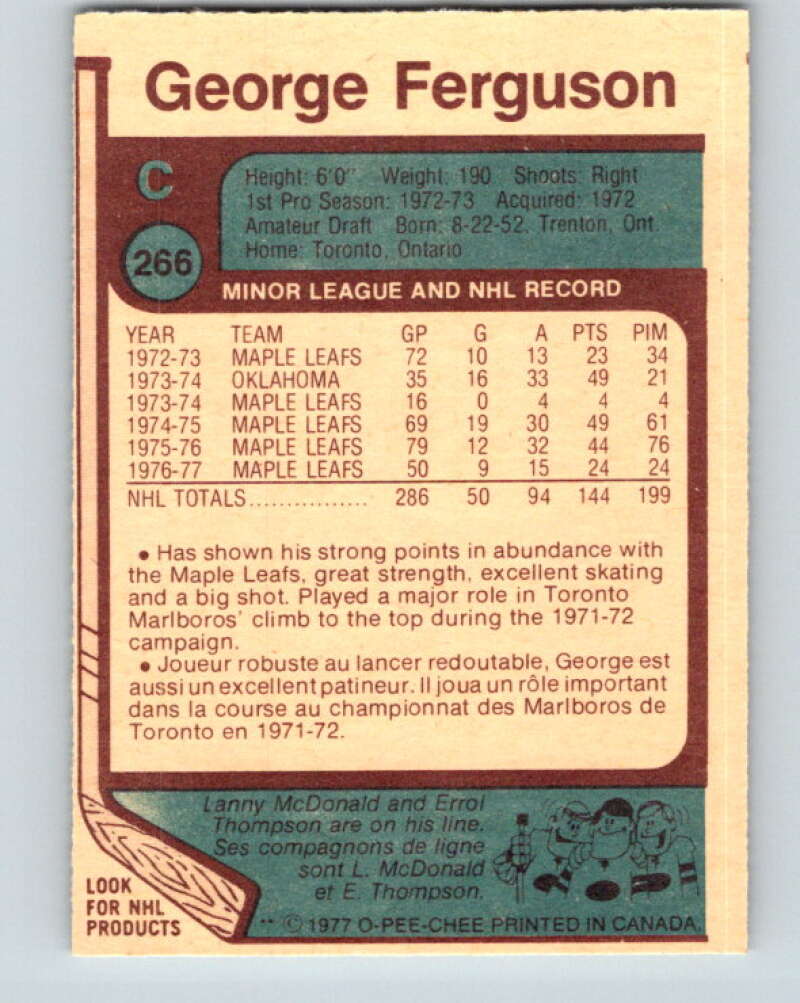 George Ferguson
C
Height: 6'0" Weight: 190 Shoots: Right
1st Pro Season: 1972-73 Acquired: 1972
Amateur Draft Born: 8-22-52, Trenton, Ont.
Home: Toronto, Ontario
266
MINOR LEAGUE AND NHL RECORD
YEAR TEAM GP G A PTS PIM
1972-73 MAPLE LEAFS 72 10 13 23 34
1973-74 OKLAHOMA 35 16 33 49 21
1973-74 MAPLE LEAFS 16 0 4 4 4
1974-75 MAPLE LEAFS 69 19 30 49 61
1975-76 MAPLE LEAFS 79 12 32 44 76
1976-77 MAPLE LEAFS 50 9 15 24 24
NHL TOTALS................ 286 50 94 144 199
• Has shown his strong points in abundance with
the Maple Leafs, great strength, excellent skating
and a big shot. Played a major role in Toronto
Marlboros' climb to the top during the 1971-72
campaign.
• Joueur robuste au lancer redoutable, George est
aussi un excellent patineur. Il joua un rôle important
dans la course au championnat des Marlboros de
Toronto en 1971-72.
Lanny McDonald and Errol
Thompson are on his line.
Ses compagnons de ligne
sont L. McDonald
et E. Thompson.
LOOK
FOR NHL
PRODUCTS
** © 1977 O-PEE-CHEE PRINTED IN CANADA.